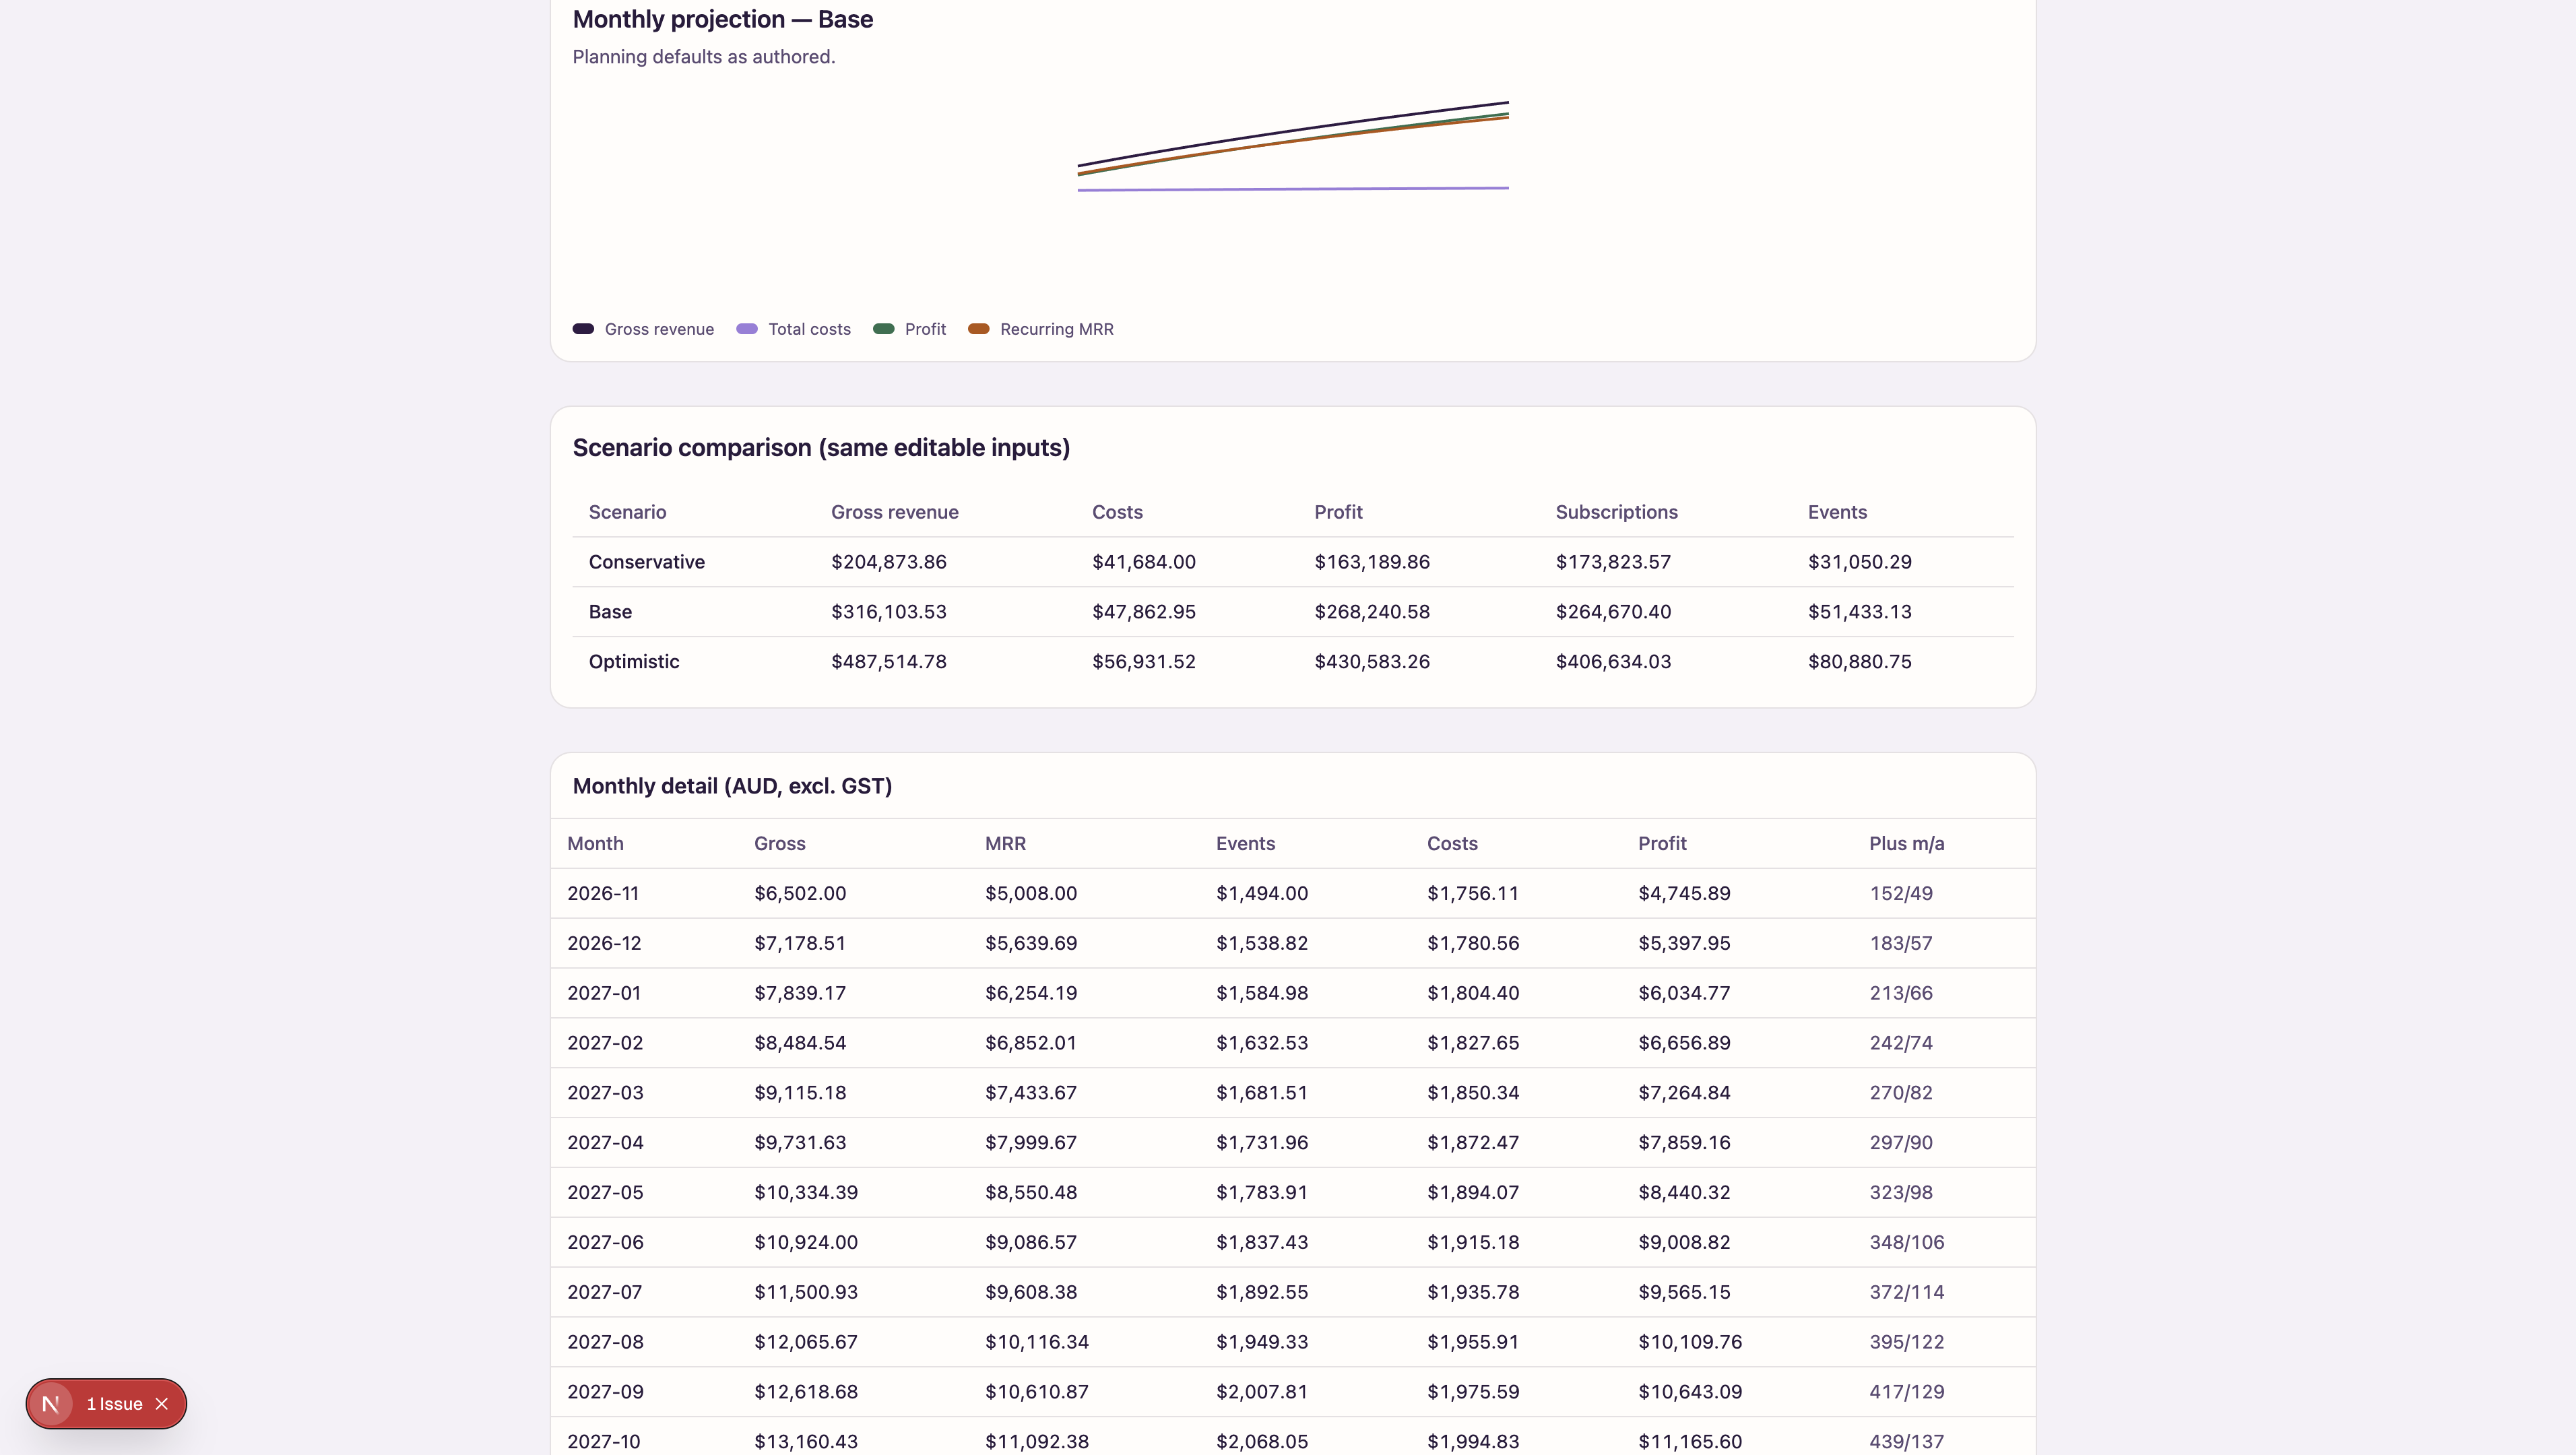 Monthly projection — Base
Planning defaults as authored.
Gross revenue Total costs Profit Recurring MRR
Scenario comparison (same editable inputs)
Scenario Gross revenue Costs Profit Subscriptions Events
Conservative $204,873.86 $41,684.00 $163,189.86 $173,823.57 $31,050.29
Base $316,103.53 $47,862.95 $268,240.58 $264,670.40 $51,433.13
Optimistic $487,514.78 $56,931.52 $430,583.26 $406,634.03 $80,880.75
Monthly detail (AUD, excl. GST)
Month Gross MRR Events Costs Profit Plus m/a
2026-11 $6,502.00 $5,008.00 $1,494.00 $1,756.11 $4,745.89 152/49
2026-12 $7,178.51 $5,639.69 $1,538.82 $1,780.56 $5,397.95 183/57
2027-01 $7,839.17 $6,254.19 $1,584.98 $1,804.40 $6,034.77 213/66
2027-02 $8,484.54 $6,852.01 $1,632.53 $1,827.65 $6,656.89 242/74
2027-03 $9,115.18 $7,433.67 $1,681.51 $1,850.34 $7,264.84 270/82
2027-04 $9,731.63 $7,999.67 $1,731.96 $1,872.47 $7,859.16 297/90
2027-05 $10,334.39 $8,550.48 $1,783.91 $1,894.07 $8,440.32 323/98
2027-06 $10,924.00 $9,086.57 $1,837.43 $1,915.18 $9,008.82 348/106
2027-07 $11,500.93 $9,608.38 $1,892.55 $1,935.78 $9,565.15 372/114
2027-08 $12,065.67 $10,116.34 $1,949.33 $1,955.91 $10,109.76 395/122
2027-09 $12,618.68 $10,610.87 $2,007.81 $1,975.59 $10,643.09 417/129
2027-10 $13,160.43 $11,092.38 $2,068.05 $1,994.83 $11,165.60 439/137
N 1 Issue